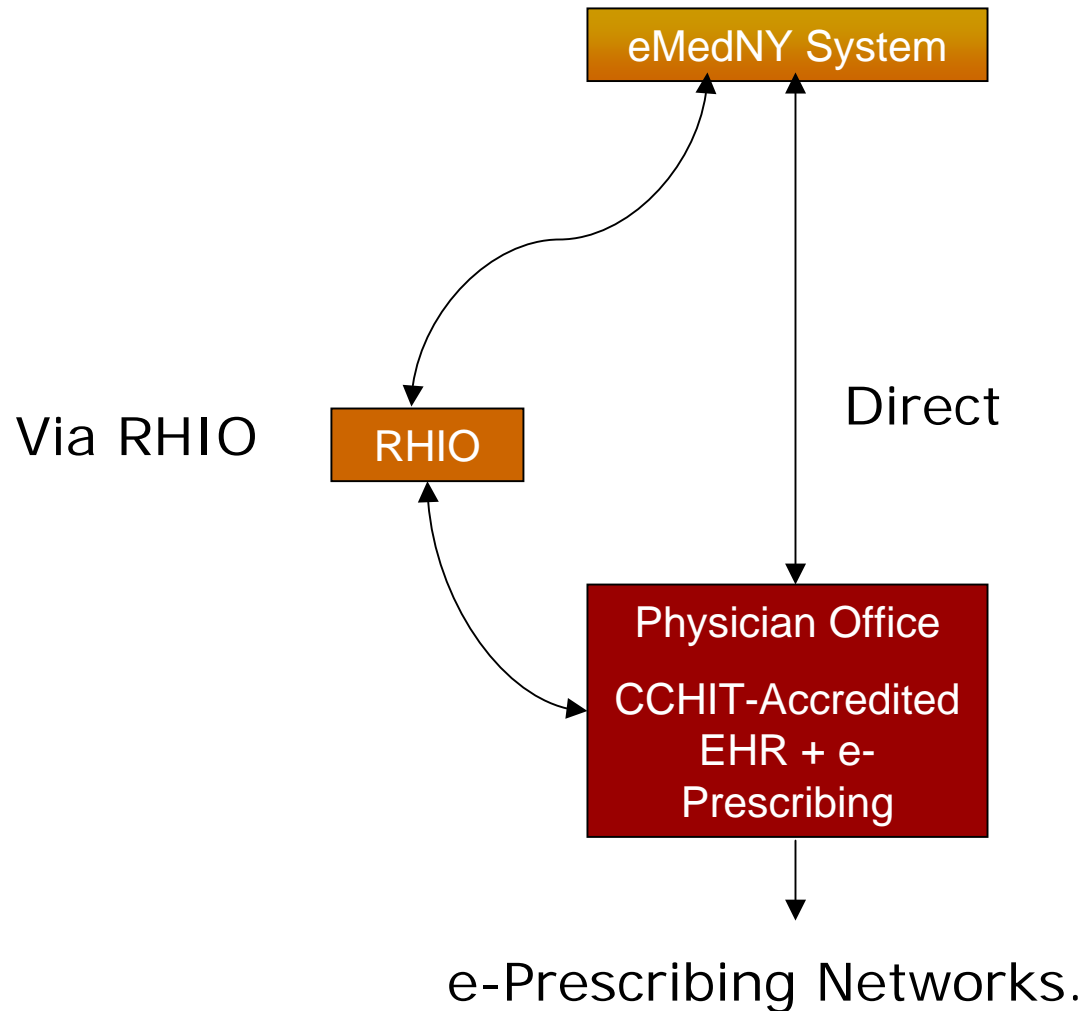 eMedNY System
Direct
Via RHIO
RHIO
Physician Office
CCHIT-Accredited
EHR + e-
Prescribing
e-Prescribing Networks.